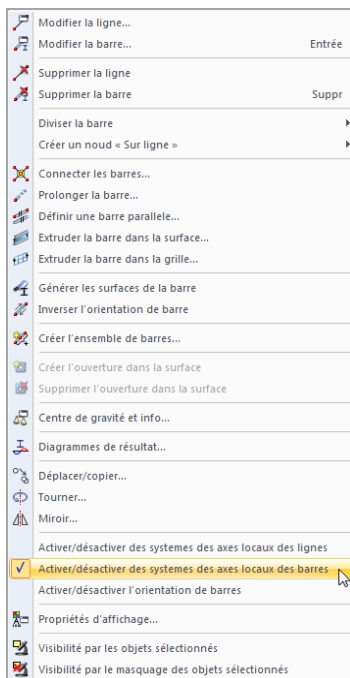 Modifier la ligne...
Modifier la barre... Entrée
Supprimer la ligne
Supprimer la barre Suppr
Diviser la barre
Créer un noud « Sur ligne »
Connecter les barres...
Prolonger la barre...
Définir une barre parallele...
Extruder la barre dans la surface...
Extruder la barre dans la grille...
Générer les surfaces de la barre
Inverser l'orientation de barre
Créer l'ensemble de barres...
Créer l'ouverture dans la surface
Supprimer l'ouverture dans la surface
Centre de gravité et info...
Diagrammes de résultat...
Déplacer/copier...
Tourner...
Miroir...
Activer/désactiver des systemes des axes locaux des lignes
Activer/désactiver des systemes des axes locaux des barres
Activer/désactiver l'orientation de barres
Propriétés d'affichage...
Visibilité par les objets sélectionnés
Visibilité par le masquage des objets sélectionnés